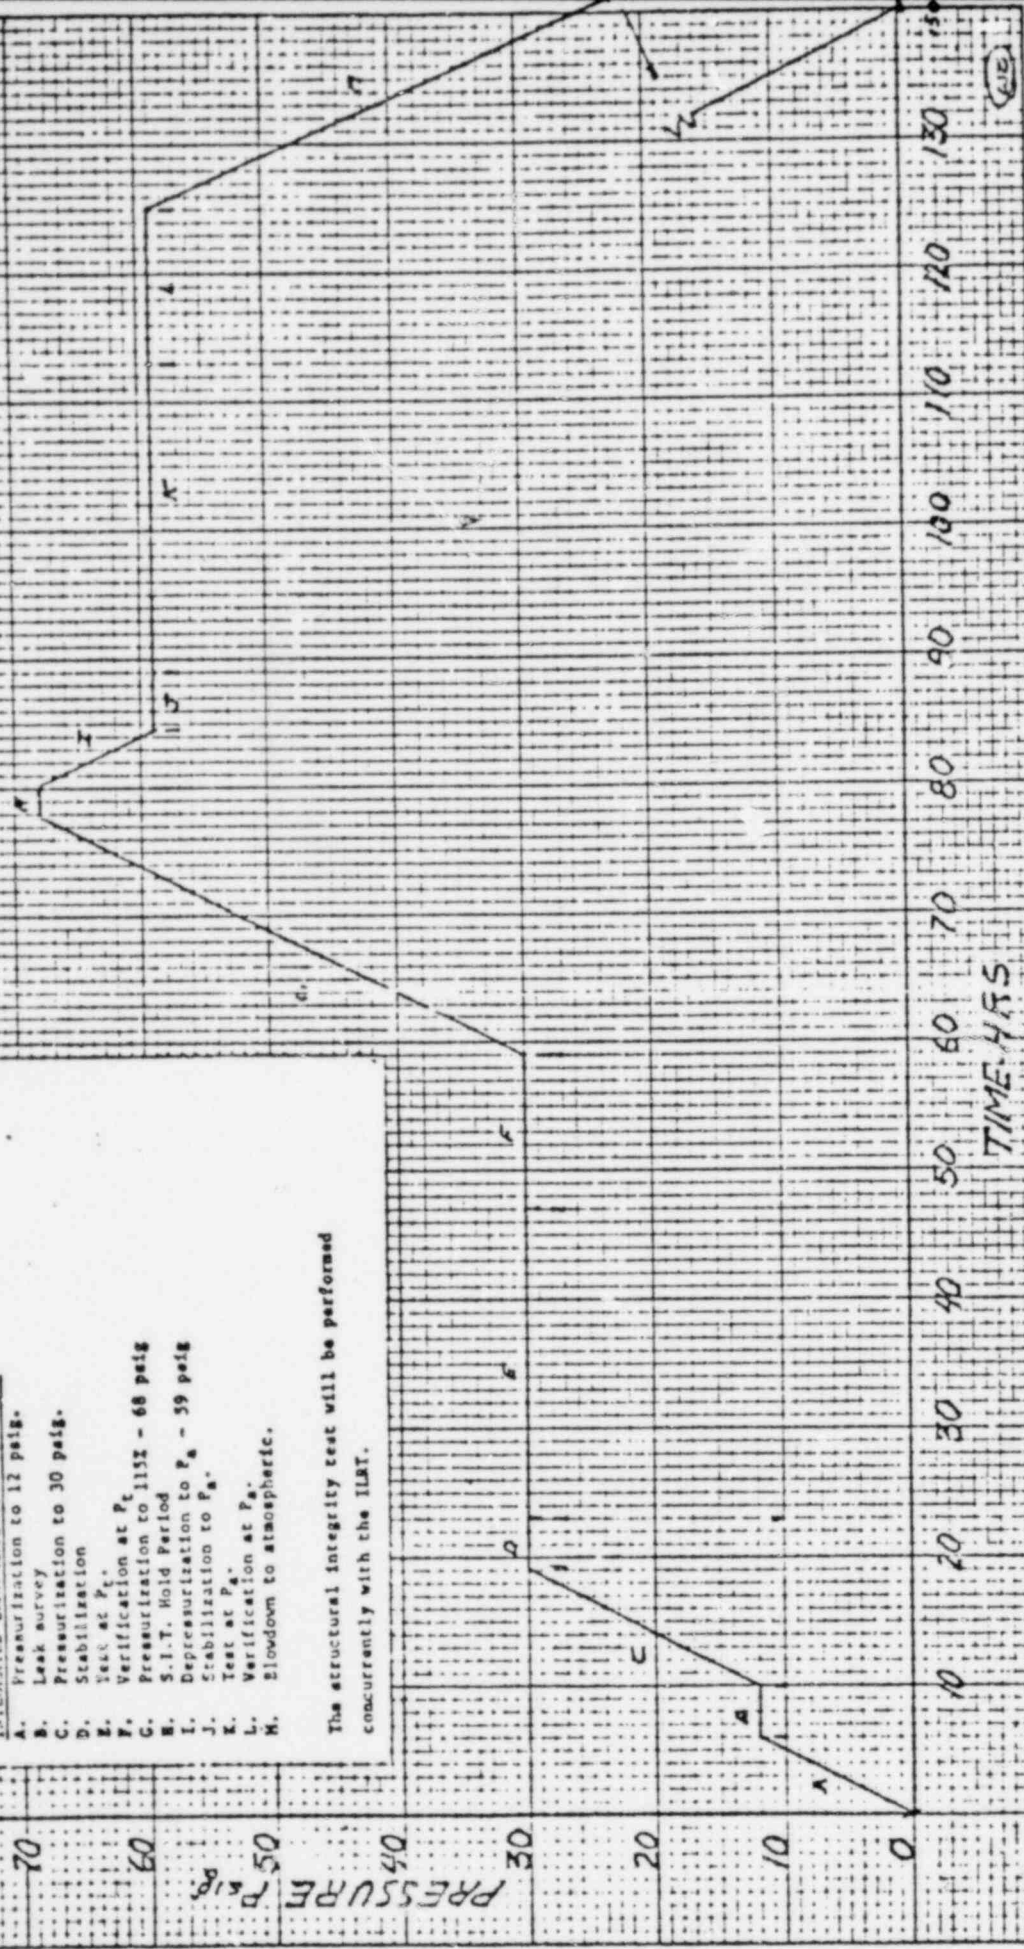 A. Pressurization to 12 psig.
B. Leak survey
C. Pressurization to 30 psig.
D. Stabilization
E. Test at Pt.
F. Verification at Pt
G. Pressurization to 115% - 68 psig
H. S.I.T. Hold Period
I. Depressurization to Pa - 59 psig
J. Stabilization to Pa.
K. Test at Pa.
L. Verification at Pa.
M. Blowdown to atmospheric.
The structural integrity test will be performed
concurrently with the ILRT.
PRESSURE Psig
70
60
50
40
30
20
10
0
A
B
C
D
E
F
G
H
I
J
K
L
M
10
20
30
40
50
60
70
80
90
100
110
120
130
150
TIME-HRS